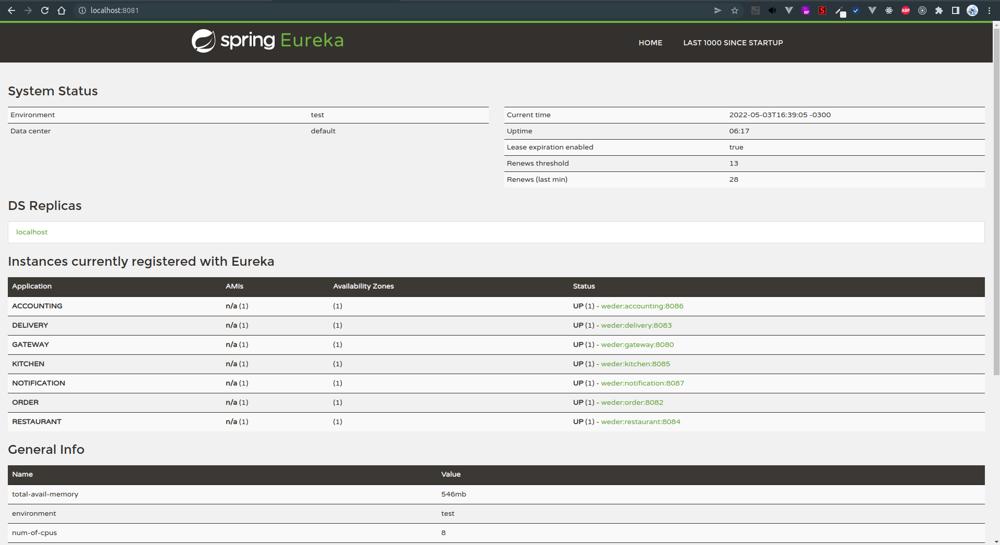 localhost:8081
Se
RP
S
ABP
spring Eureka
HOME LAST 1000 SINCE STARTUP
System Status
Environment test
Data center default
Current time 2022-05-03T16:39:05 -0300
Uptime 06:17
Lease expiration enabled true
Renews threshold 13
Renews (last min) 28
DS Replicas
localhost
Instances currently registered with Eureka
Application AMIs Availability Zones Status
ACCOUNTING n/a (1) (1) UP (1) - weder:accounting:8086
DELIVERY n/a (1) (1) UP (1) - weder:delivery:8083
GATEWAY n/a (1) (1) UP (1) - weder:gateway:8080
KITCHEN n/a (1) (1) UP (1) - weder:kitchen:8085
NOTIFICATION n/a (1) (1) UP (1) - weder:notification:8087
ORDER n/a (1) (1) UP (1) - weder:order:8082
RESTAURANT n/a (1) (1) UP (1) - weder:restaurant:8084
General Info
Name Value
total-avail-memory 546mb
environment test
num-of-cpus 8